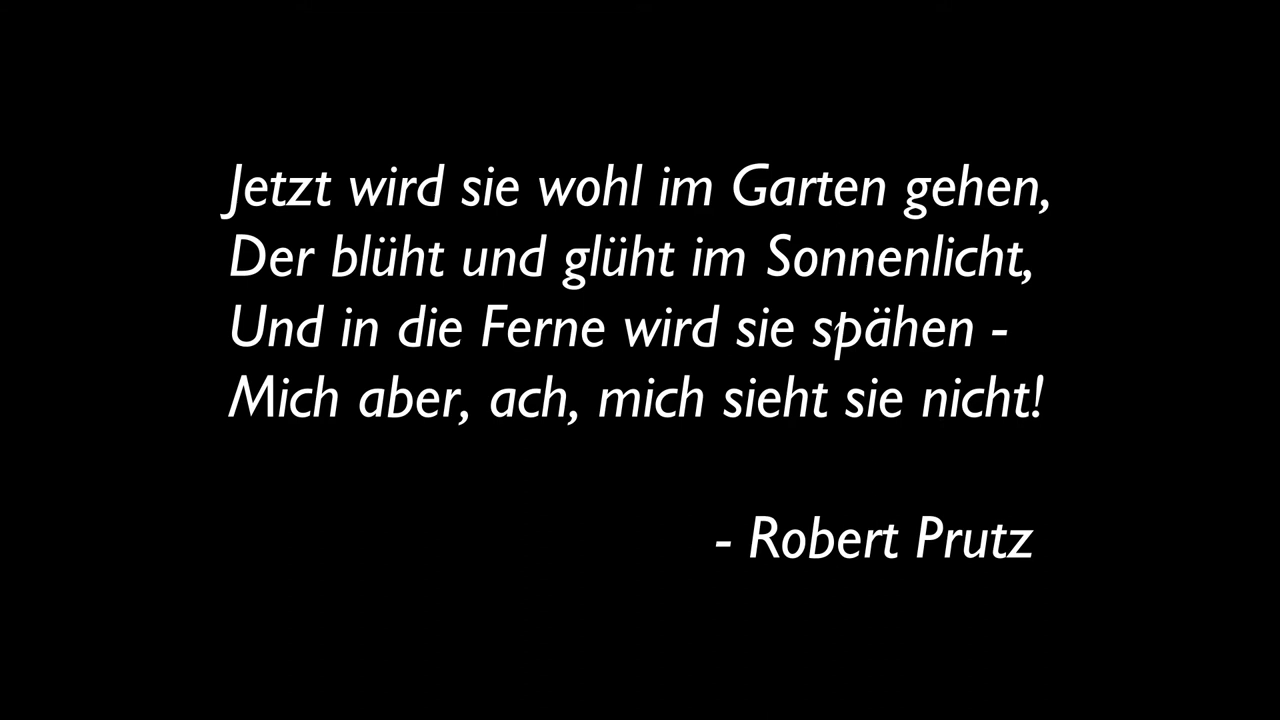 Jetzt wird sie wohl im Garten gehen,
Der blüht und glüht im Sonnenlicht,
Und in die Ferne wird sie spähen -
Mich aber, ach, mich sieht sie nicht!
- Robert Prutz